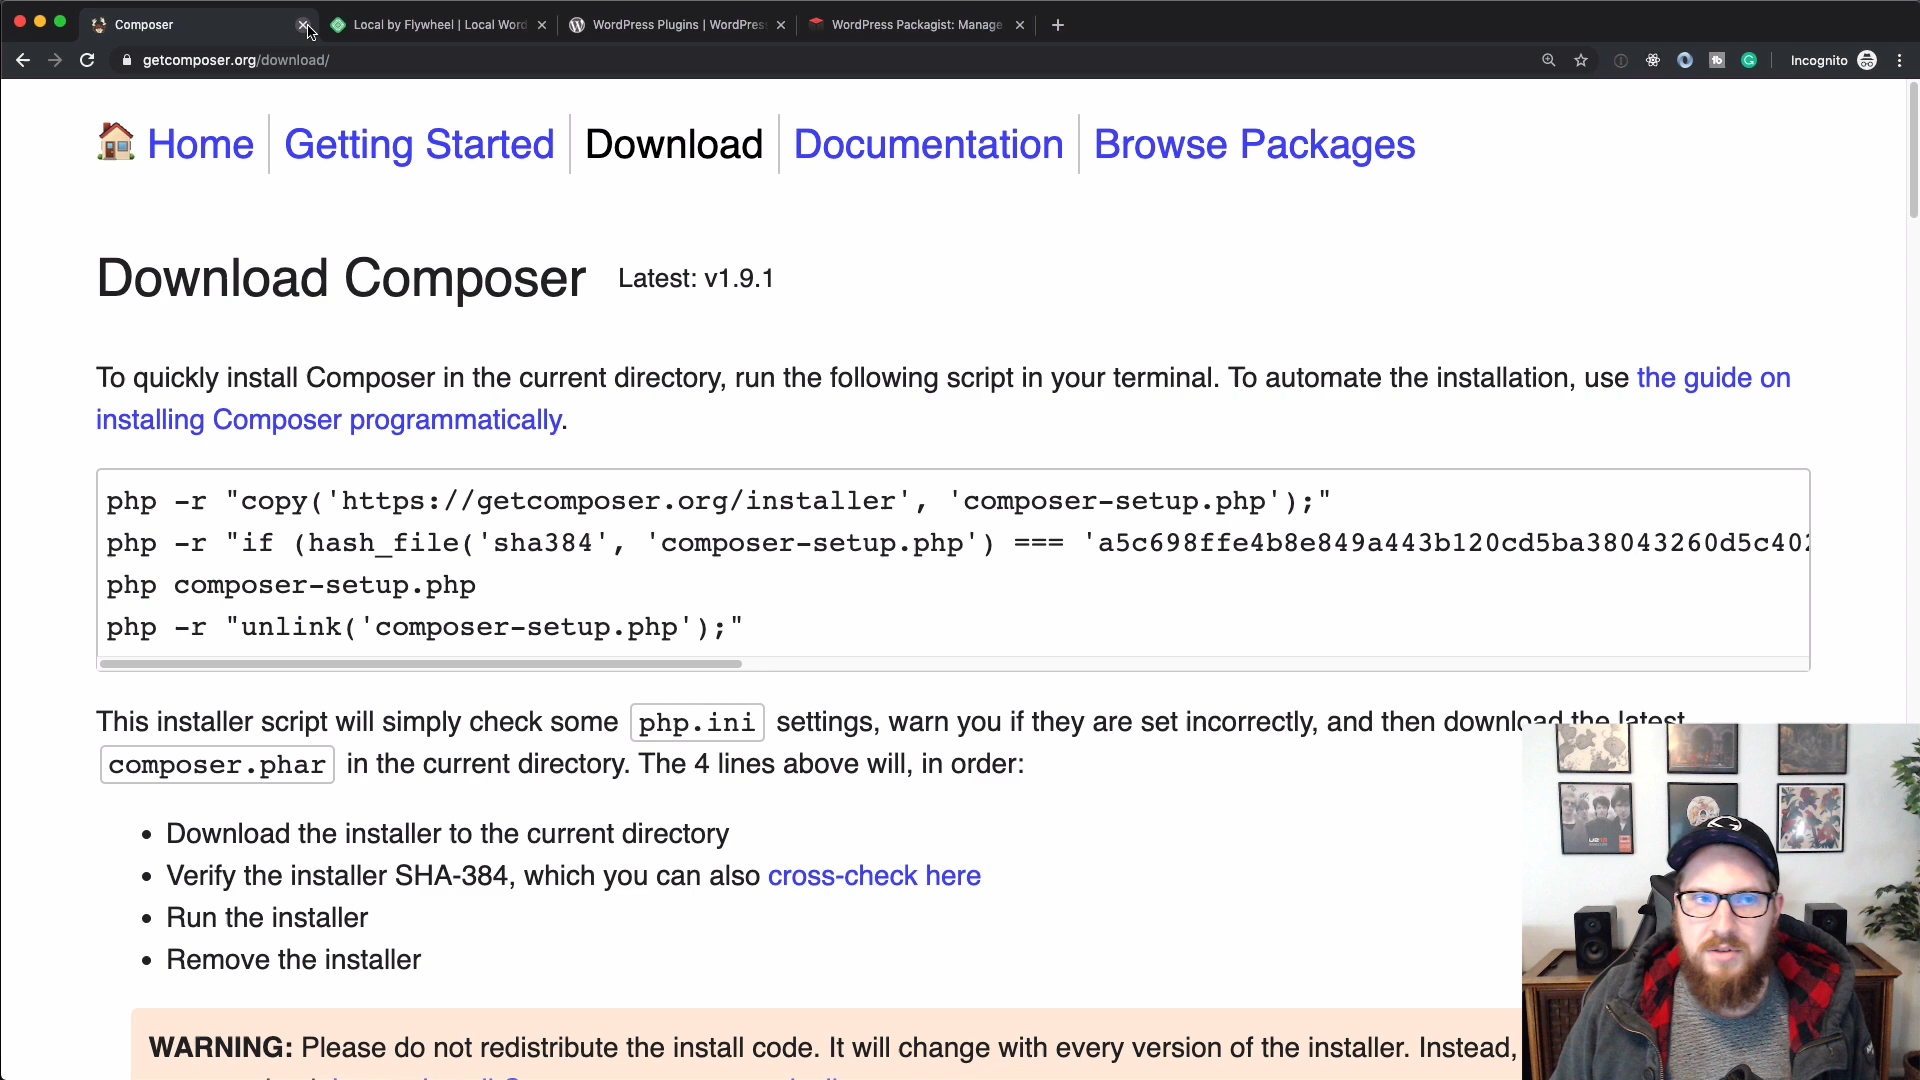 Composer
Local by Flywheel | Local Word
WordPress Plugins | WordPres
WordPress Packagist: Manage
getcomposer.org/download/
Incognito
Home
Getting Started
Download
Documentation
Browse Packages
Download Composer Latest: v1.9.1
To quickly install Composer in the current directory, run the following script in your terminal. To automate the installation, use the guide on
installing Composer programmatically.
php -r "copy('https://getcomposer.org/installer', 'composer-setup.php');"
php -r "if (hash_file('sha384', 'composer-setup.php') === 'a5c698ffe4b8e849a443b120cd5ba38043260d5c402
php composer-setup.php
php -r "unlink('composer-setup.php');"
This installer script will simply check some php.ini settings, warn you if they are set incorrectly, and then download the latest
composer.phar in the current directory. The 4 lines above will, in order:
• Download the installer to the current directory
• Verify the installer SHA-384, which you can also cross-check here
• Run the installer
• Remove the installer
WARNING: Please do not redistribute the install code. It will change with every version of the installer. Instead,